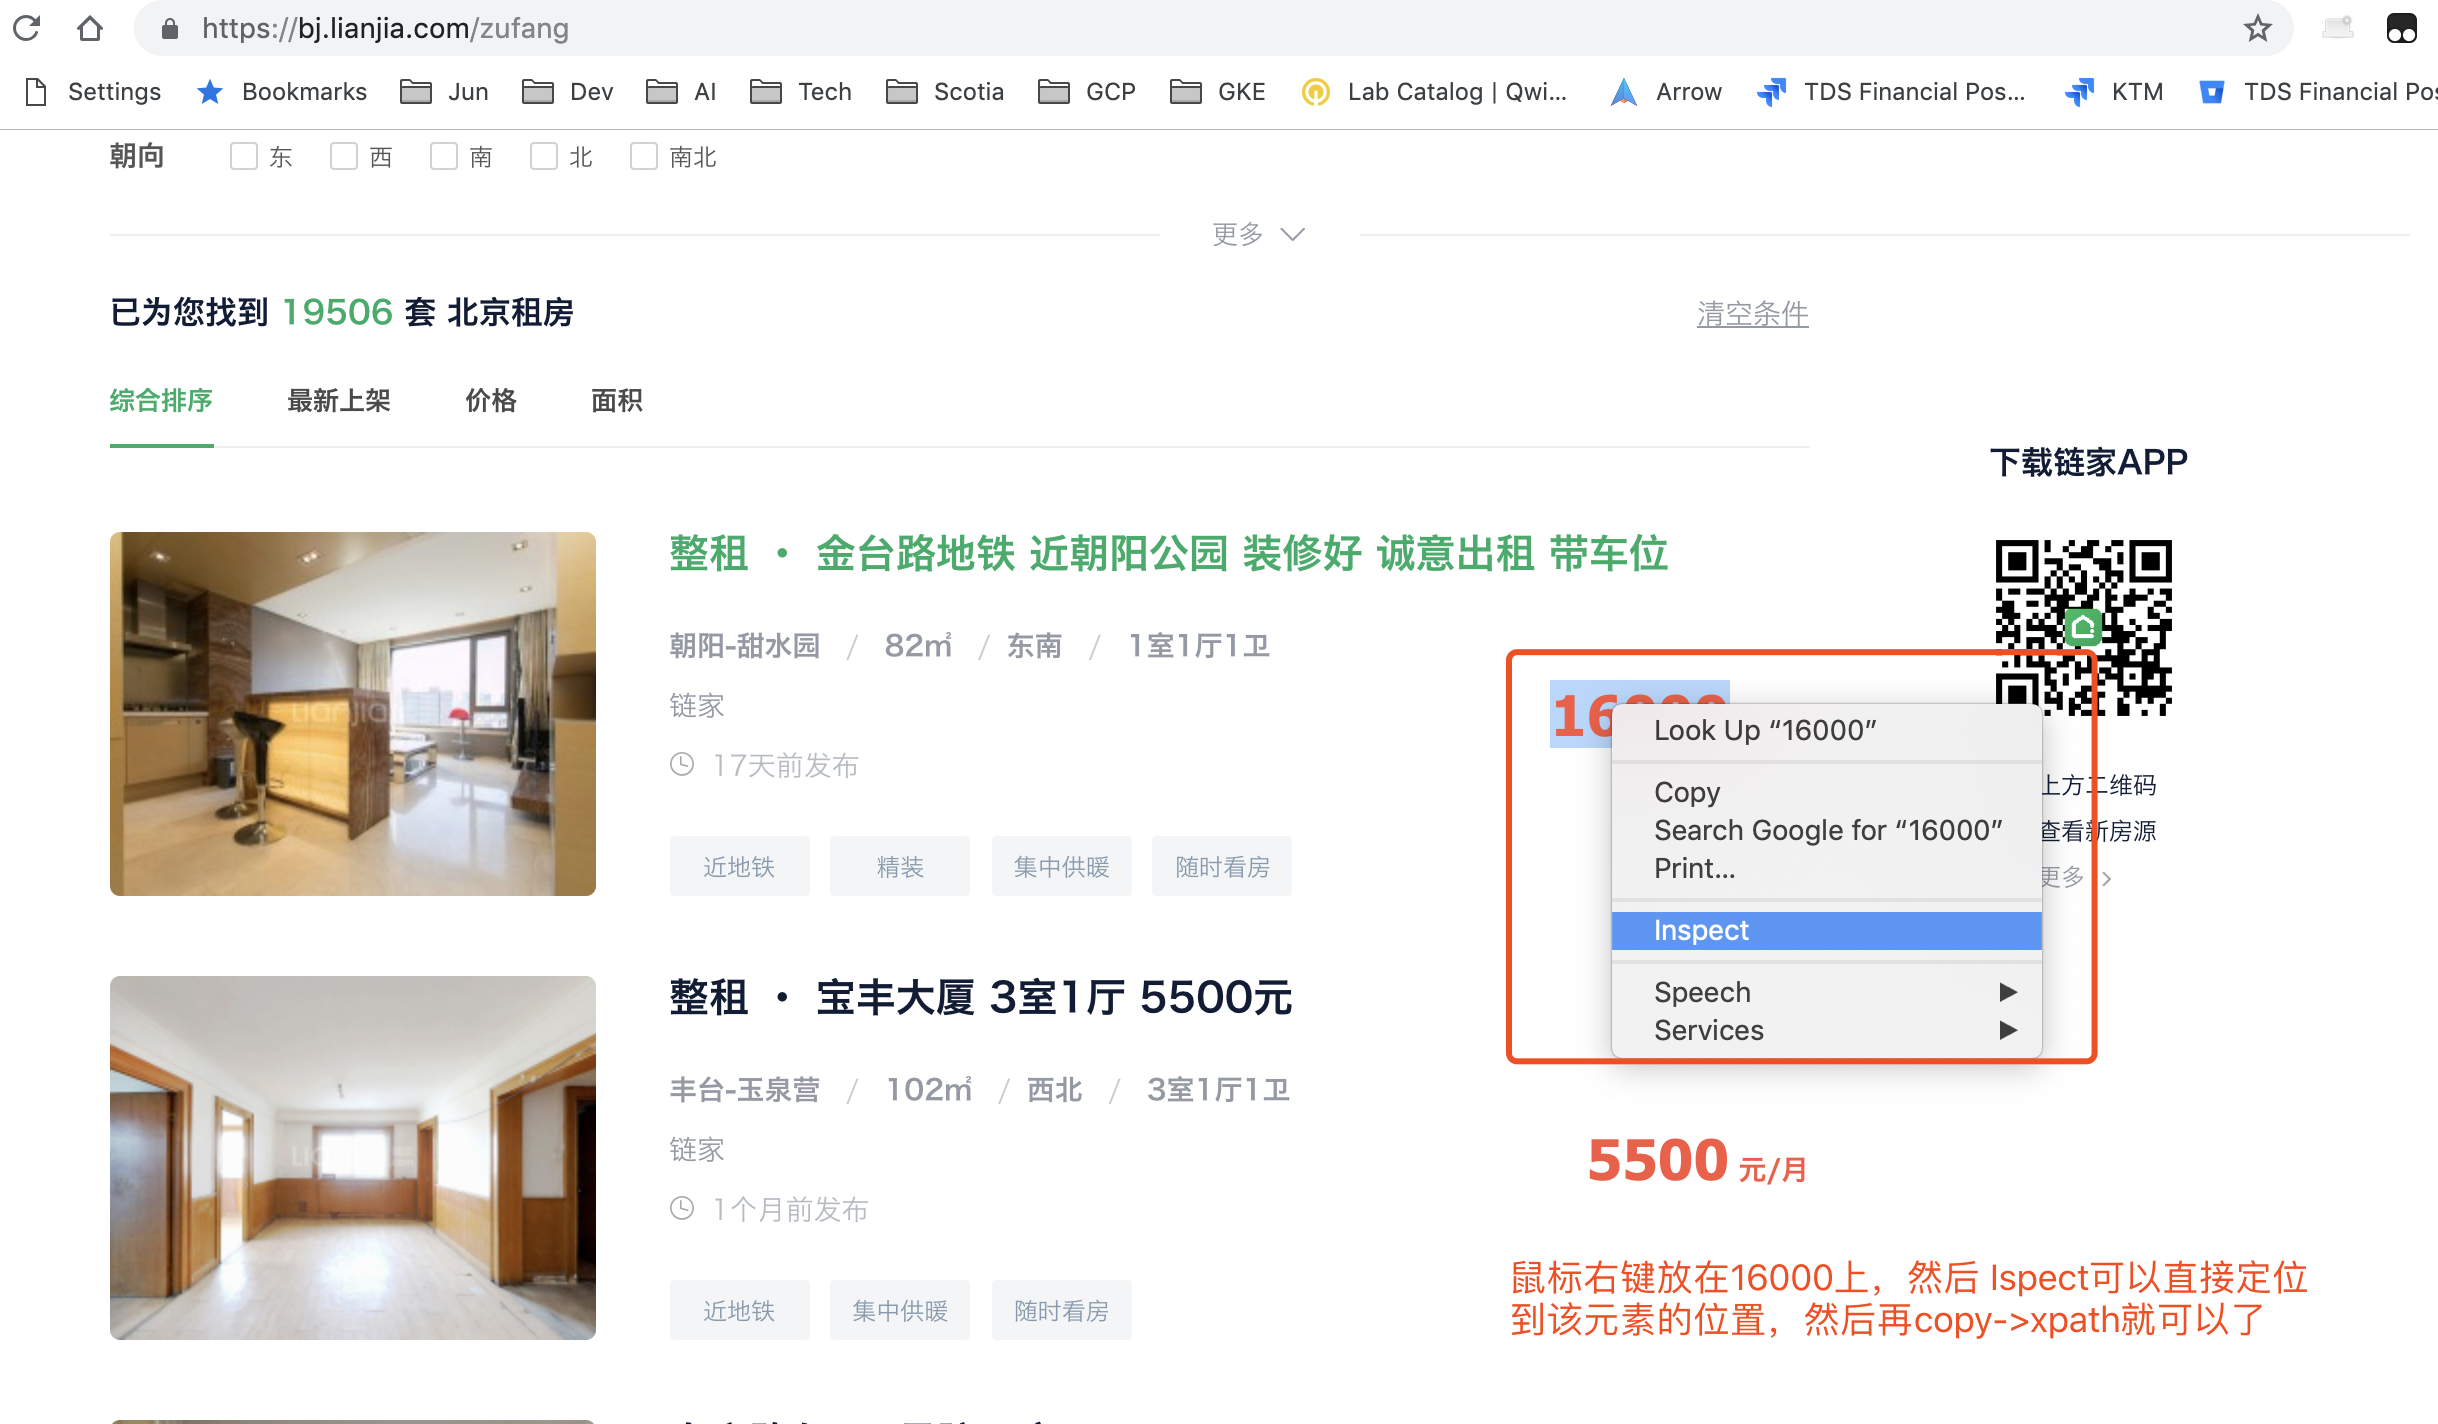 https://bj.lianjia.com/zufang
Settings Bookmarks Jun Dev AI Tech Scotia GCP GKE Lab Catalog | Qwi... Arrow TDS Financial Pos... KTM TDS Financial Pos
朝向 东 西 南 北 南北
更多
已为您找到 19506 套 北京租房 清空条件
综合排序 最新上架 价格 面积
下载链家APP
整租 · 金台路地铁 近朝阳公园 装修好 诚意出租 带车位
朝阳-甜水园 / 82㎡ / 东南 / 1室1厅1卫
链家
17天前发布
近地铁 精装 集中供暖 随时看房
16000
Look Up “16000”
Copy
Search Google for “16000”
Print...
Inspect
Speech
Services
上方二维码
查看新房源
更多
整租 · 宝丰大厦 3室1厅 5500元
丰台-玉泉营 / 102㎡ / 西北 / 3室1厅1卫
链家
1个月前发布
近地铁 集中供暖 随时看房
5500 元/月
鼠标右键放在16000上，然后 Ispect可以直接定位
到该元素的位置，然后再copy->xpath就可以了